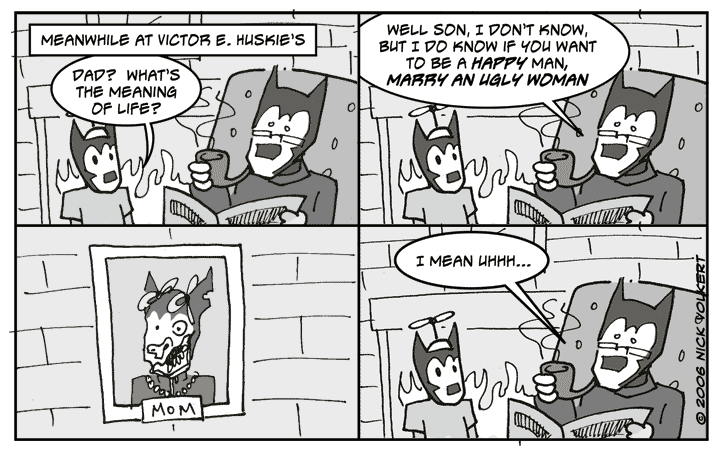 MEANWHILE AT VICTOR E. HUSKIE'S
DAD? WHAT'S
THE MEANING
OF LIFE?
WELL SON, I DON'T KNOW,
BUT I DO KNOW IF YOU WANT
TO BE A HAPPY MAN,
MARRY AN UGLY WOMAN
MOM
I MEAN UHHH...
© 2006 NICK VOLKERT